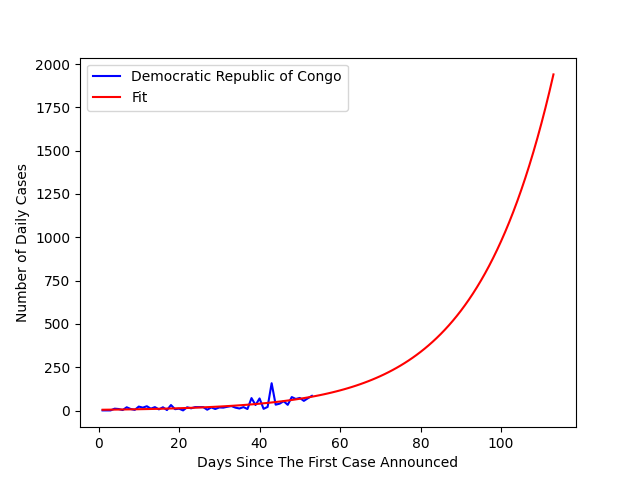 2000
1750
1500
1250
1000
750
500
250
0
Number of Daily Cases
Democratic Republic of Congo
Fit
0 20 40 60 80 100
Days Since The First Case Announced